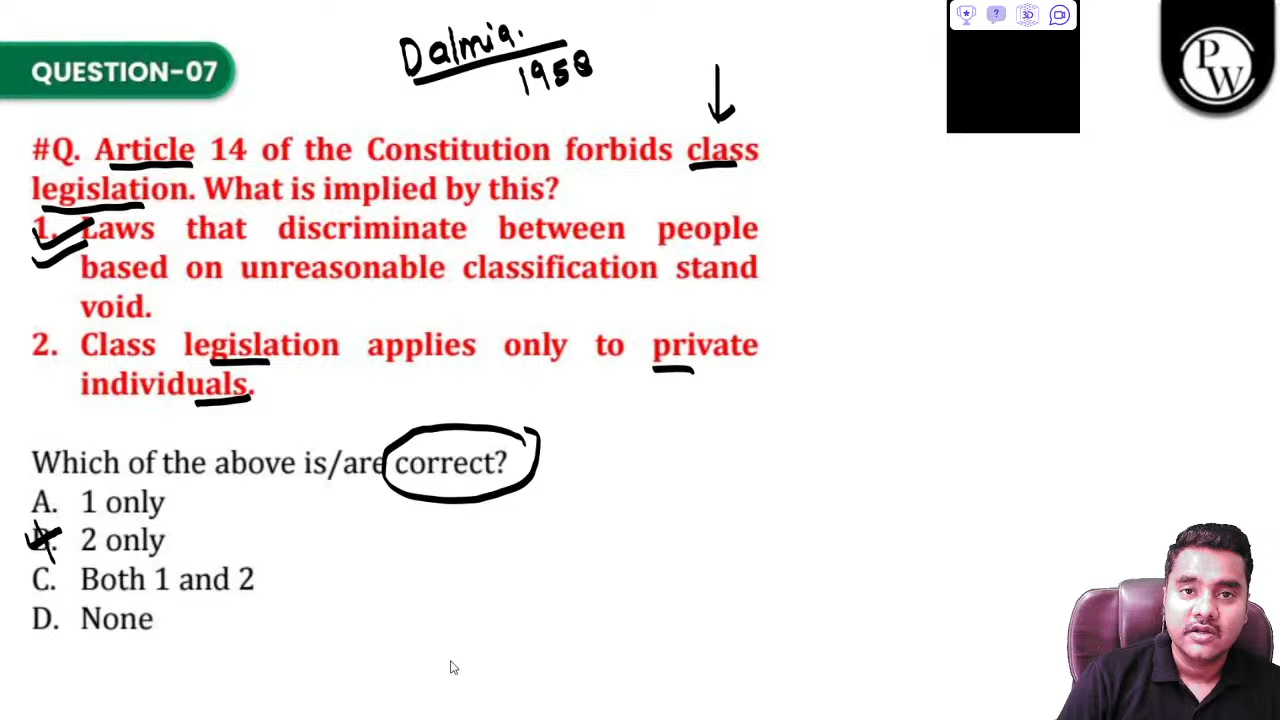 Dalmia.
1958
QUESTION-07
PW
?
3D
#Q. Article 14 of the Constitution forbids class
legislation. What is implied by this?
1. Laws that discriminate between people
based on unreasonable classification stand
void.
2. Class legislation applies only to private
individuals.
Which of the above is/are correct?
A. 1 only
B. 2 only
C. Both 1 and 2
D. None